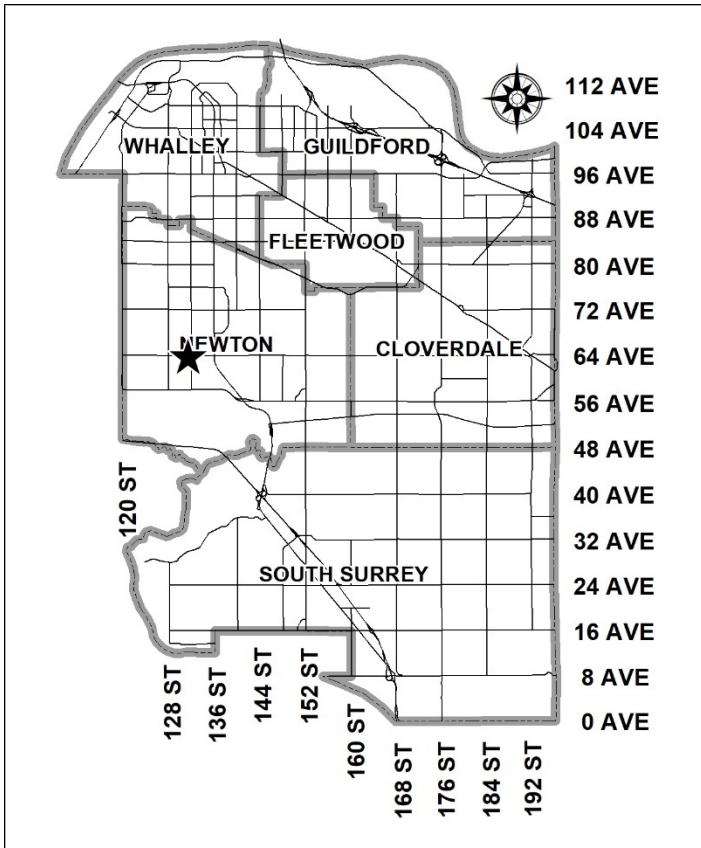 112 AVE
104 AVE
WHALLEY
GUILDFORD
96 AVE
88 AVE
FLEETWOOD
80 AVE
72 AVE
NEWTON
CLOVERDALE
64 AVE
56 AVE
48 AVE
120 ST
40 AVE
32 AVE
SOUTH SURREY
24 AVE
16 AVE
128 ST
136 ST
144 ST
152 ST
160 ST
8 AVE
0 AVE
168 ST
176 ST
184 ST
192 ST